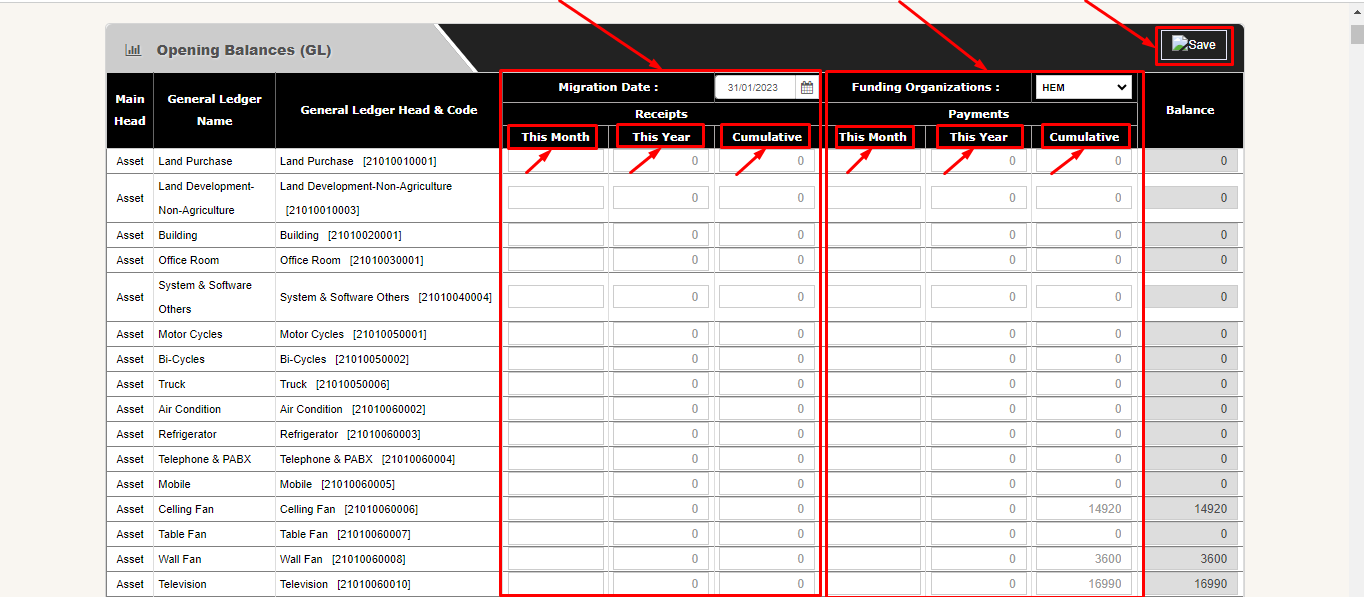 Opening Balances (GL)
Save
Main Head
General Ledger Name
General Ledger Head & Code
Migration Date :
31/01/2023
Funding Organizations :
HEM
Balance
Receipts
Payments
This Month This Year Cumulative This Month This Year Cumulative
Asset Land Purchase Land Purchase [21010010001] 0 0 0 0 0
Asset Land Development-Non-Agriculture Land Development-Non-Agriculture [21010010003] 0 0 0 0 0
Asset Building Building [21010020001] 0 0 0 0 0
Asset Office Room Office Room [21010030001] 0 0 0 0 0
Asset System & Software Others System & Software Others [21010040004] 0 0 0 0 0
Asset Motor Cycles Motor Cycles [21010050001] 0 0 0 0 0
Asset Bi-Cycles Bi-Cycles [21010050002] 0 0 0 0 0
Asset Truck Truck [21010050006] 0 0 0 0 0
Asset Air Condition Air Condition [21010060002] 0 0 0 0 0
Asset Refrigerator Refrigerator [21010060003] 0 0 0 0 0
Asset Telephone & PABX Telephone & PABX [21010060004] 0 0 0 0 0
Asset Mobile Mobile [21010060005] 0 0 0 0 0
Asset Celling Fan Celling Fan [21010060006] 0 0 0 14920 14920
Asset Table Fan Table Fan [21010060007] 0 0 0 0 0
Asset Wall Fan Wall Fan [21010060008] 0 0 0 3600 3600
Asset Television Television [21010060010] 0 0 0 16990 16990